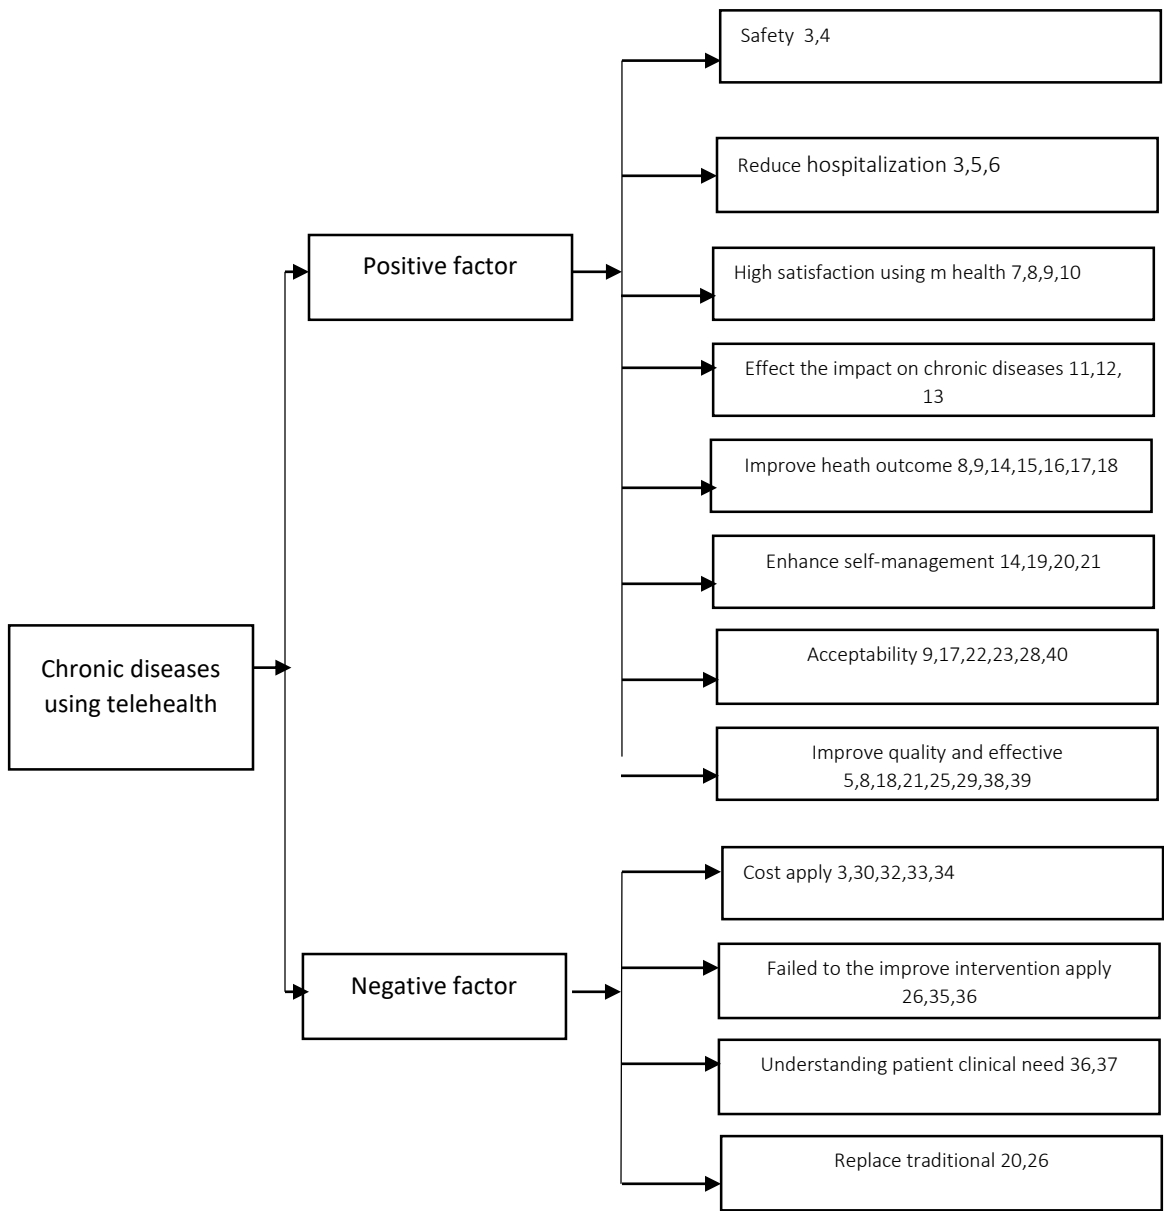 Safety 3,4
Reduce hospitalization 3,5,6
Positive factor
High satisfaction using m health 7,8,9,10
Effect the impact on chronic diseases 11,12,
13
Improve heath outcome 8,9,14,15,16,17,18
Enhance self-management 14,19,20,21
Chronic diseases
using telehealth
Acceptability 9,17,22,23,28,40
Improve quality and effective
5,8,18,21,25,29,38,39
Cost apply 3,30,32,33,34
Negative factor
Failed to the improve intervention apply
26,35,36
Understanding patient clinical need 36,37
Replace traditional 20,26